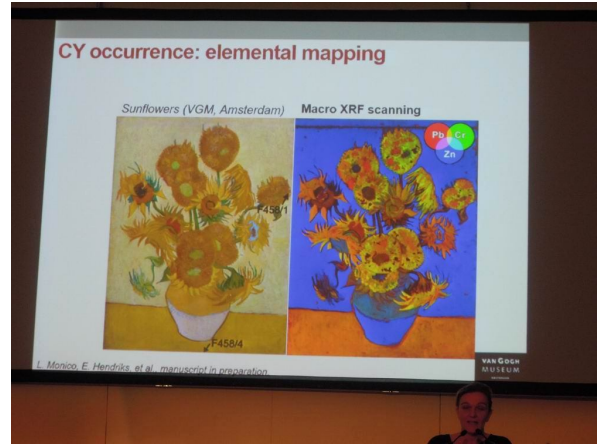 CY occurrence: elemental mapping
Sunflowers (VGM, Amsterdam) Macro XRF scanning
Pb Cr
Zn
F458/1
F458/4
L. Monico, E. Hendriks, et al., manuscript in preparation.
VAN GOGH
MUSEUM